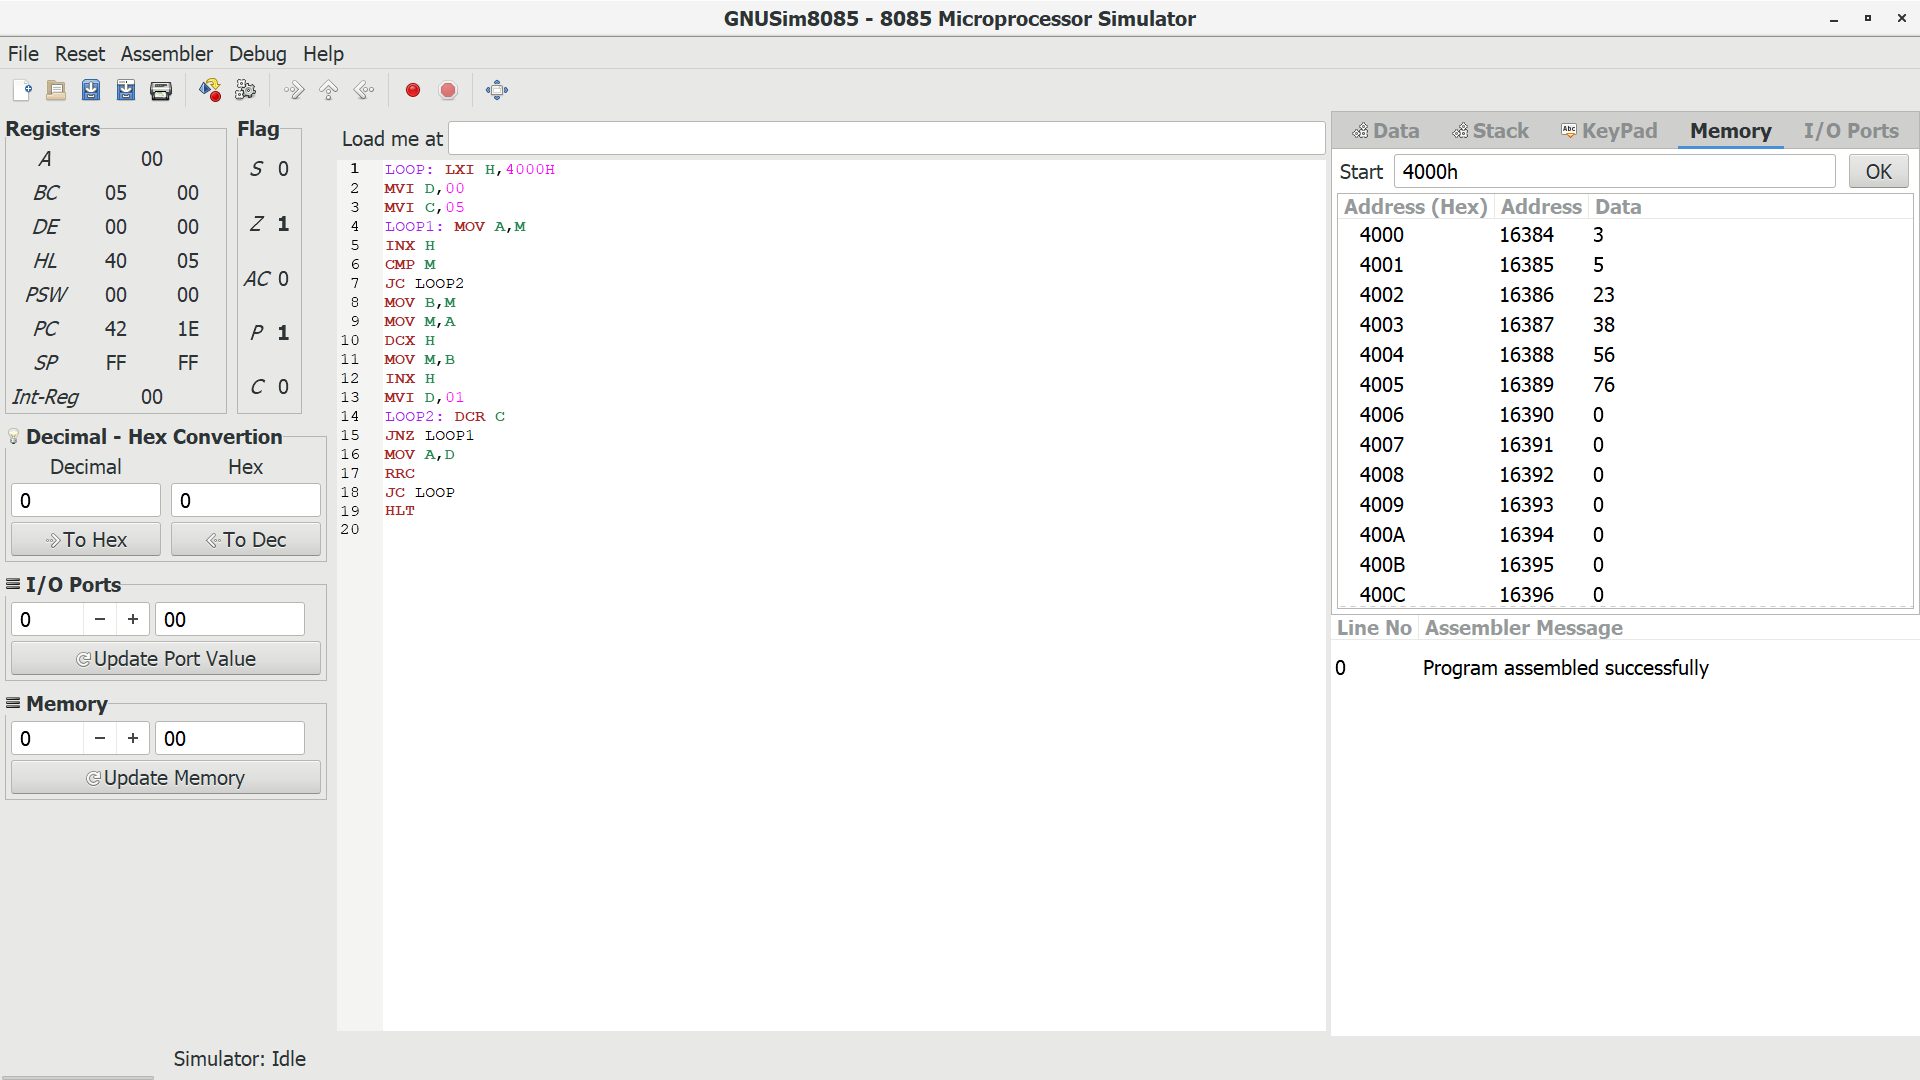 GNUSim8085 - 8085 Microprocessor Simulator
File Reset Assembler Debug Help
Registers
A 00
BC 05 00
DE 00 00
HL 40 05
PSW 00 00
PC 42 1E
SP FF FF
Int-Reg 00
Flag
S 0
Z 1
AC 0
P 1
C 0
Decimal - Hex Convertion
Decimal Hex
0 0
To Hex To Dec
I/O Ports
0 − + 00
Update Port Value
Memory
0 − + 00
Update Memory
Load me at
1 LOOP: LXI H,4000H
2 MVI D,00
3 MVI C,05
4 LOOP1: MOV A,M
5 INX H
6 CMP M
7 JC LOOP2
8 MOV B,M
9 MOV M,A
10 DCX H
11 MOV M,B
12 INX H
13 MVI D,01
14 LOOP2: DCR C
15 JNZ LOOP1
16 MOV A,D
17 RRC
18 JC LOOP
19 HLT
20
Data Stack Abc KeyPad Memory I/O Ports
Start 4000h OK
Address (Hex) Address Data
4000 16384 3
4001 16385 5
4002 16386 23
4003 16387 38
4004 16388 56
4005 16389 76
4006 16390 0
4007 16391 0
4008 16392 0
4009 16393 0
400A 16394 0
400B 16395 0
400C 16396 0
Line No Assembler Message
0 Program assembled successfully
Simulator: Idle